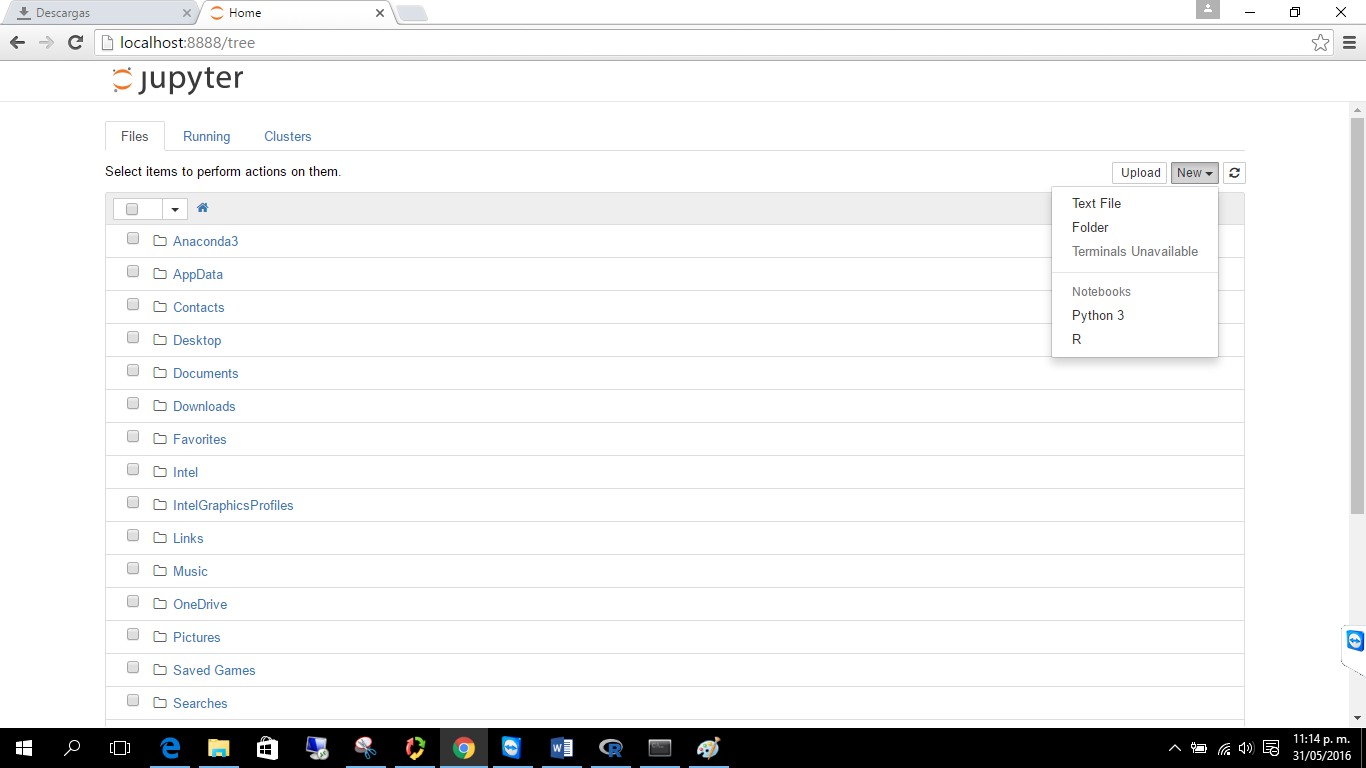 Descargas
Home
localhost:8888/tree
jupyter
Files Running Clusters
Select items to perform actions on them.
Upload New
Text File
Folder
Terminals Unavailable
Notebooks
Python 3
R
Anaconda3
AppData
Contacts
Desktop
Documents
Downloads
Favorites
Intel
IntelGraphicsProfiles
Links
Music
OneDrive
Pictures
Saved Games
Searches
11:14 p. m.
31/05/2016